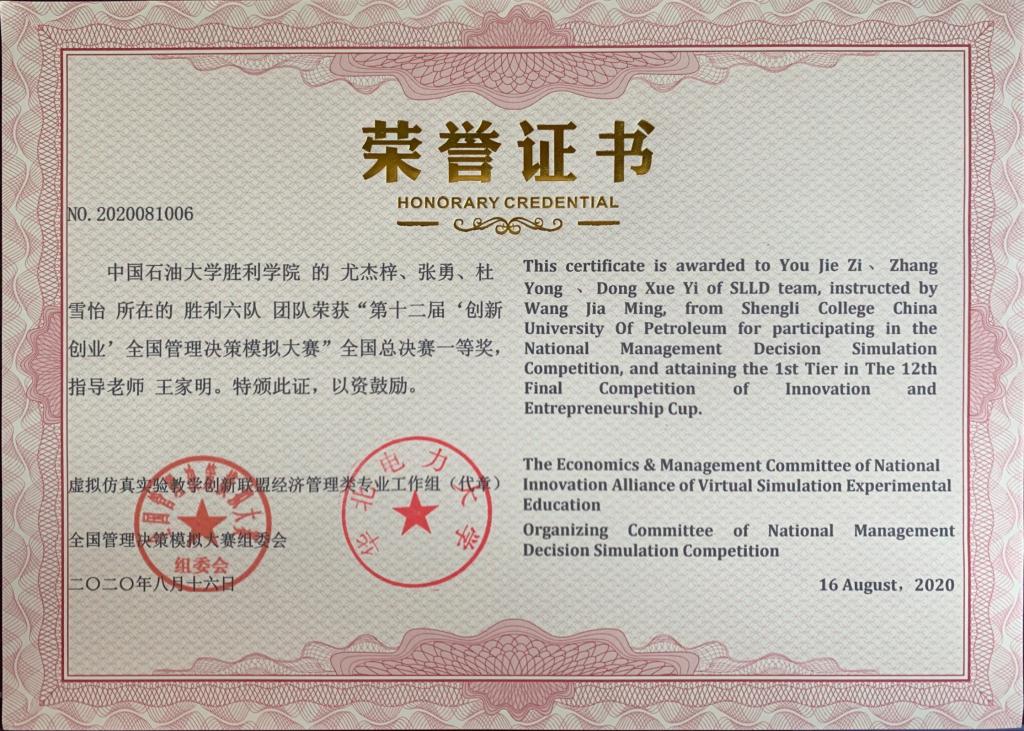 荣誉证书
HONORARY CREDENTIAL
NO. 2020081006
中国石油大学胜利学院 的 尤杰梓、张勇、杜
雪怡 所在的 胜利六队 团队荣获“第十二届‘创新
创业’全国管理决策模拟大赛”全国总决赛一等奖,
指导老师 王家明。特颁此证,以资鼓励。
This certificate is awarded to You Jie Zi、Zhang
Yong 、Dong Xue Yi of SLLD team, instructed by
Wang Jia Ming, from Shengli College China
University Of Petroleum for participating in the
National Management Decision Simulation
Competition, and attaining the 1st Tier in The 12th
Final Competition of Innovation and
Entrepreneurship Cup.
虚拟仿真实验教学创新联盟经济管理类专业工作组(代章)
全国管理决策模拟大赛组委会
二〇二〇年八月十六日
组委会
华北电力大学
The Economics & Management Committee of National
Innovation Alliance of Virtual Simulation Experimental
Education
Organizing Committee of National Management
Decision Simulation Competition
16 August, 2020